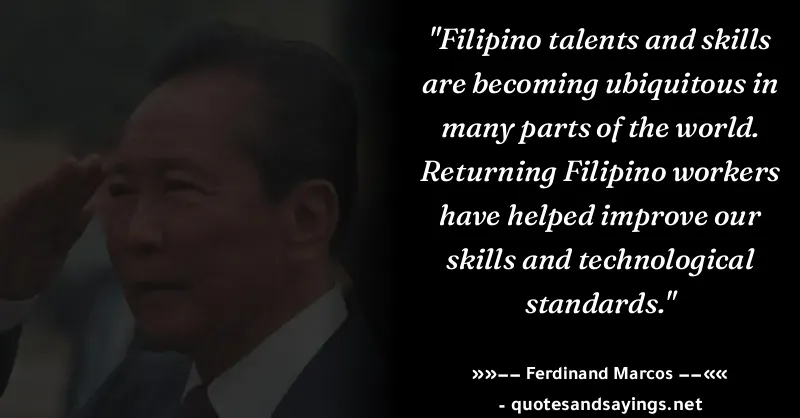 "Filipino talents and skills
are becoming ubiquitous in
many parts of the world.
Returning Filipino workers
have helped improve our
skills and technological
standards."
»»–– Ferdinand Marcos ––««
- quotesandsayings.net